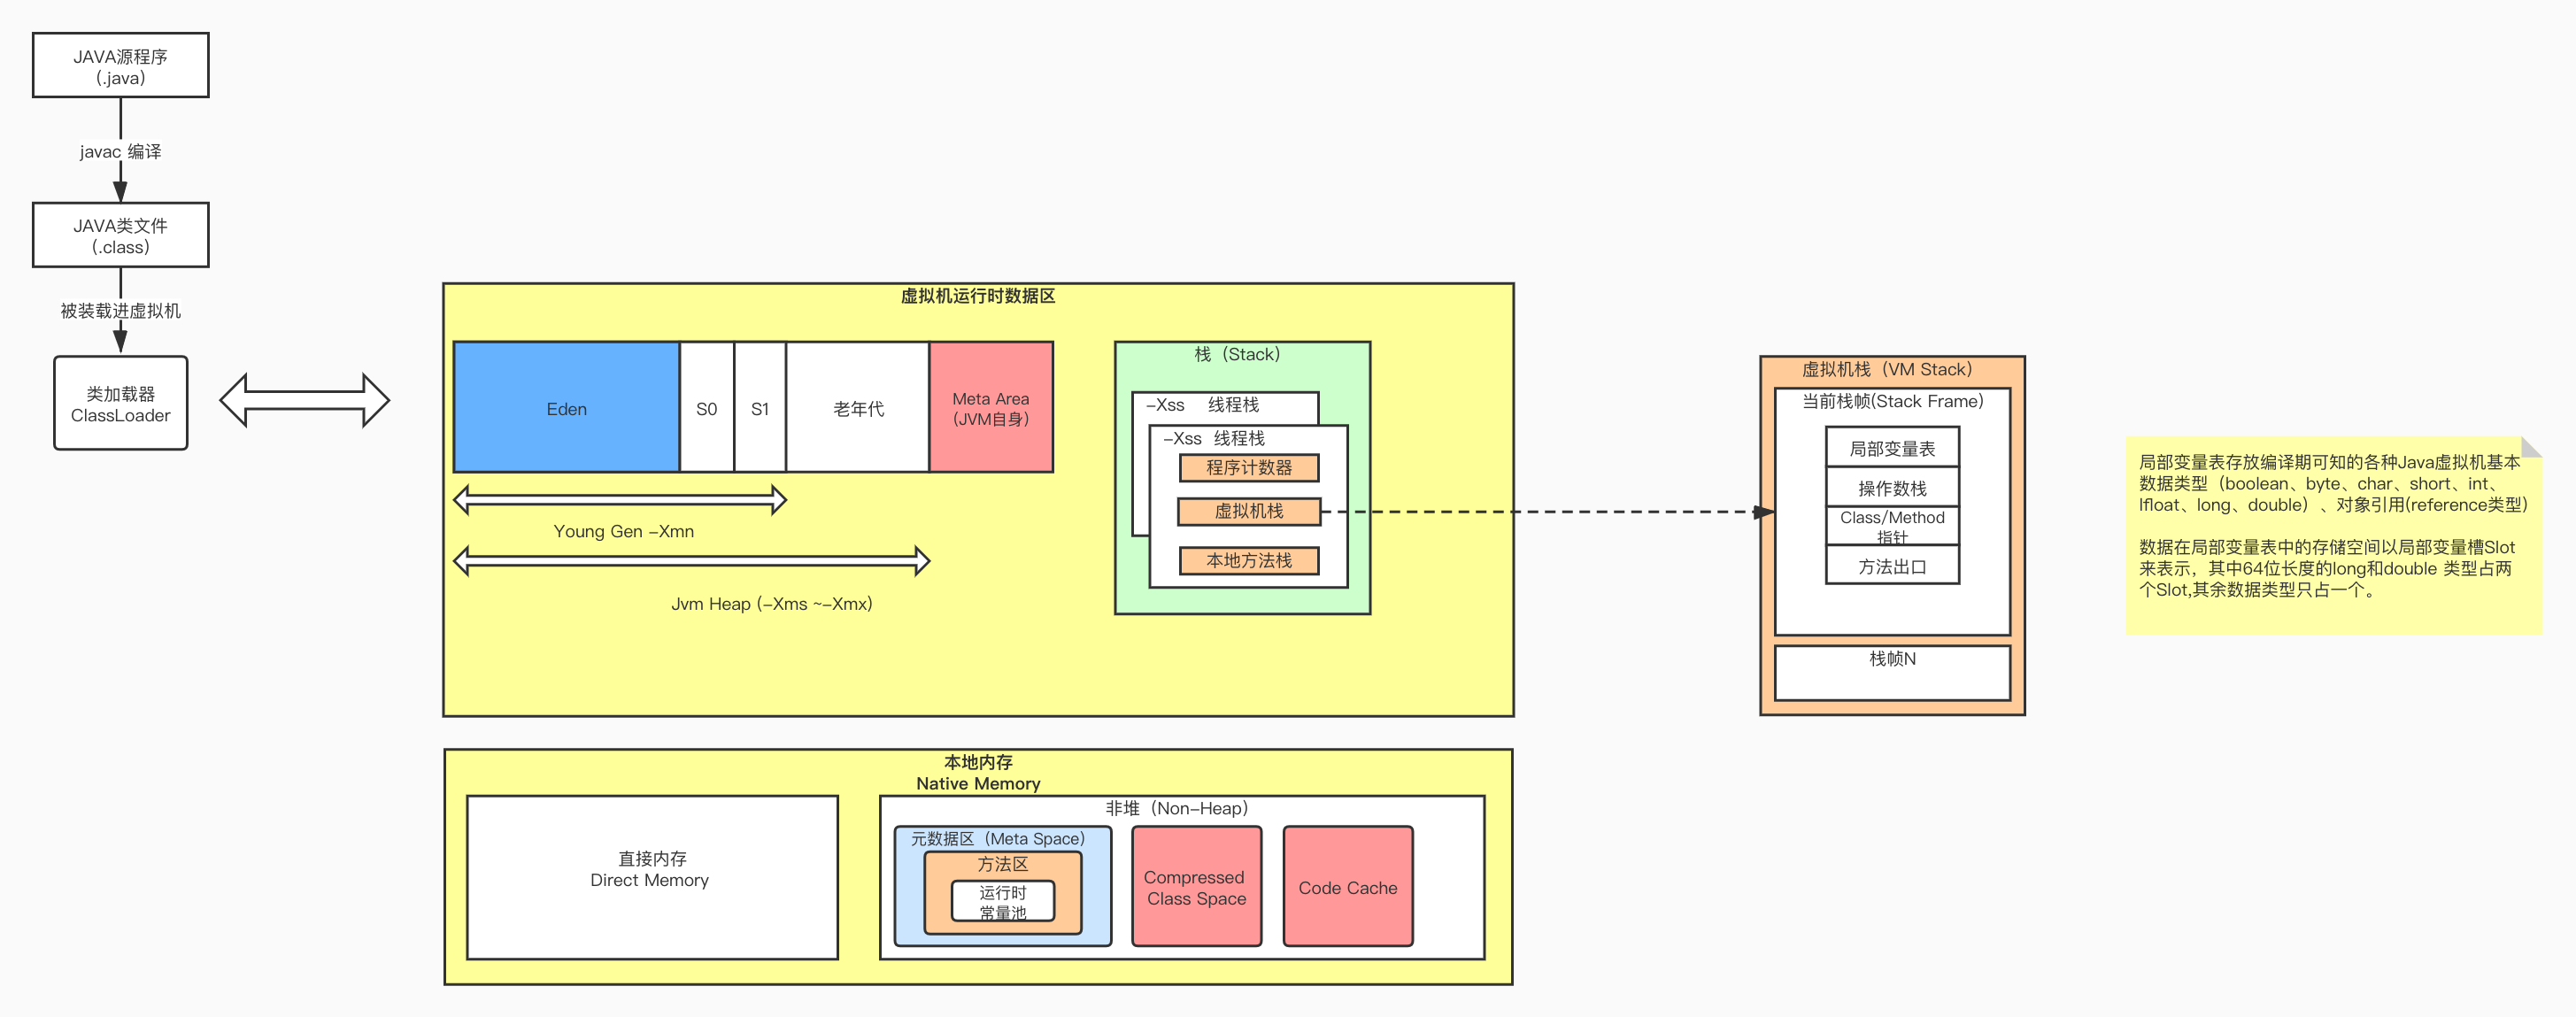 JAVA源程序
(.java)
javac 编译
JAVA类文件
(.class)
被装载进虚拟机
类加载器
ClassLoader
虚拟机运行时数据区
Eden
S0
S1
老年代
Meta Area
(JVM自身)
Young Gen -Xmn
Jvm Heap (-Xms ~-Xmx)
栈（Stack）
-Xss 线程栈
-Xss 线程栈
程序计数器
虚拟机栈
本地方法栈
虚拟机栈（VM Stack）
当前栈帧(Stack Frame)
局部变量表
操作数栈
Class/Method
指针
方法出口
栈帧N
局部变量表存放编译期可知的各种Java虚拟机基本
数据类型（boolean、byte、char、short、int、
lfloat、long、double）、对象引用(reference类型)
数据在局部变量表中的存储空间以局部变量槽Slot
来表示，其中64位长度的long和double 类型占两
个Slot,其余数据类型只占一个。
本地内存
Native Memory
直接内存
Direct Memory
非堆（Non-Heap）
元数据区（Meta Space）
方法区
运行时
常量池
Compressed
Class Space
Code Cache